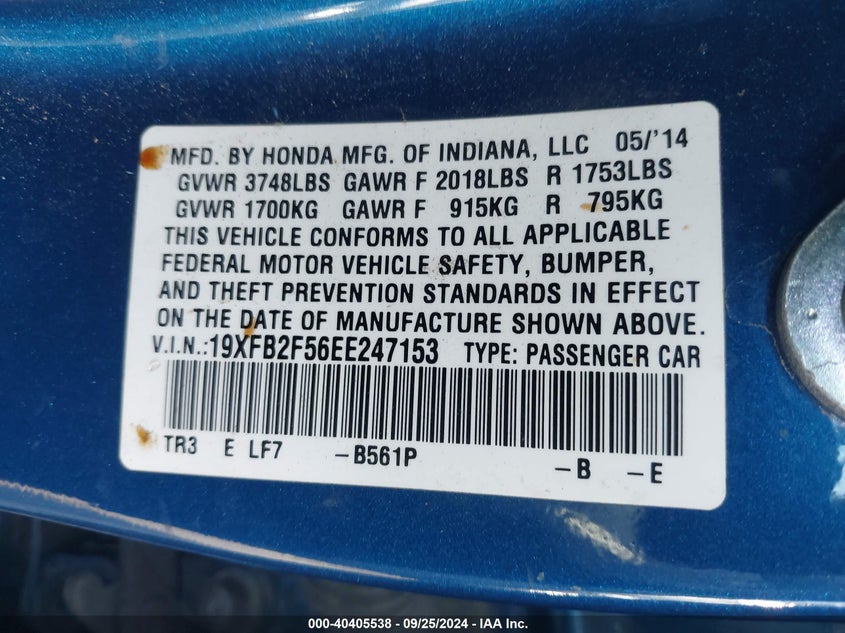 MFD. BY HONDA MFG. OF INDIANA, LLC 05/'14
GVWR 3748LBS GAWR F 2018LBS R 1753LBS
GVWR 1700KG GAWR F 915KG R 795KG
THIS VEHICLE CONFORMS TO ALL APPLICABLE
FEDERAL MOTOR VEHICLE SAFETY, BUMPER,
AND THEFT PREVENTION STANDARDS IN EFFECT
ON THE DATE OF MANUFACTURE SHOWN ABOVE.
V.I.N.:19XFB2F56EE247153 TYPE: PASSENGER CAR
TR3 E LF7 -B561P -B -E
000-40405538 - 09/25/2024 - IAA Inc.